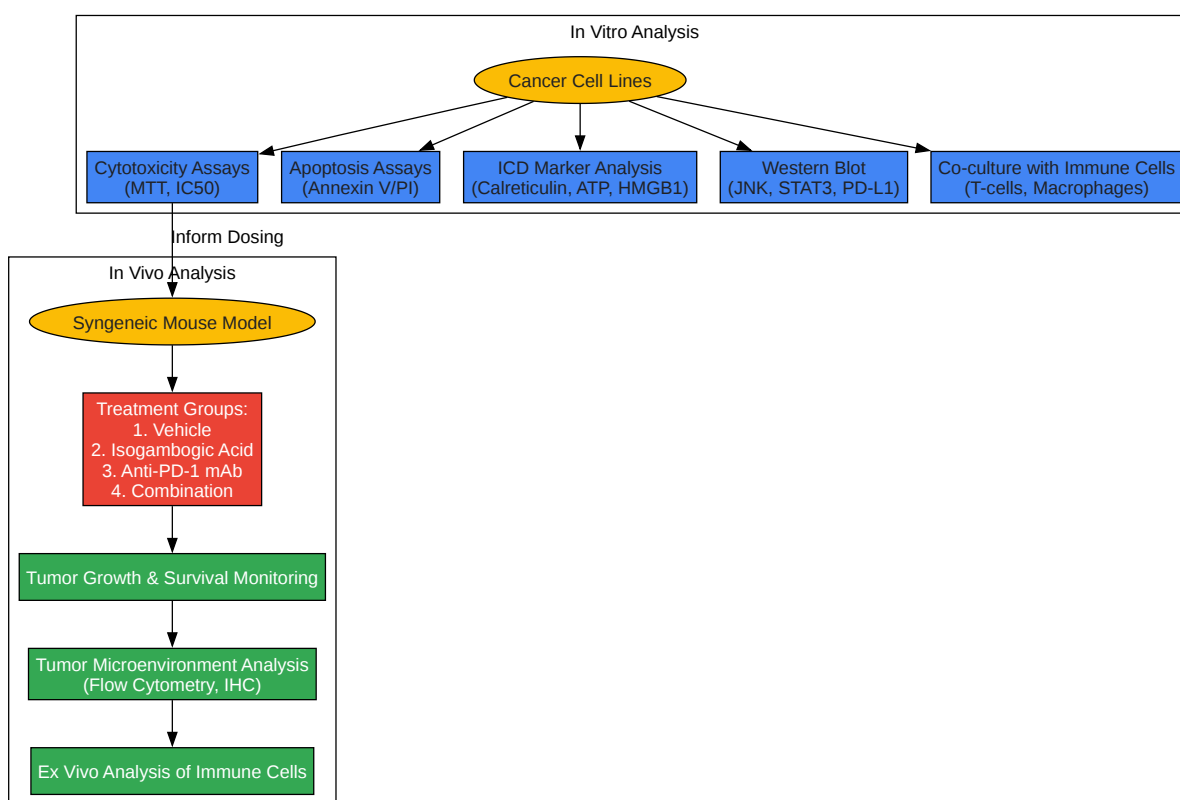 In Vitro Analysis
Cancer Cell Lines
Cytotoxicity Assays
(MTT, IC50)
Apoptosis Assays
(Annexin V/PI)
ICD Marker Analysis
(Calreticulin, ATP, HMGB1)
Western Blot
(JNK, STAT3, PD-L1)
Co-culture with Immune Cells
(T-cells, Macrophages)
Inform Dosing
In Vivo Analysis
Syngeneic Mouse Model
Treatment Groups:
1. Vehicle
2. Isogambogic Acid
3. Anti-PD-1 mAb
4. Combination
Tumor Growth & Survival Monitoring
Tumor Microenvironment Analysis
(Flow Cytometry, IHC)
Ex Vivo Analysis of Immune Cells